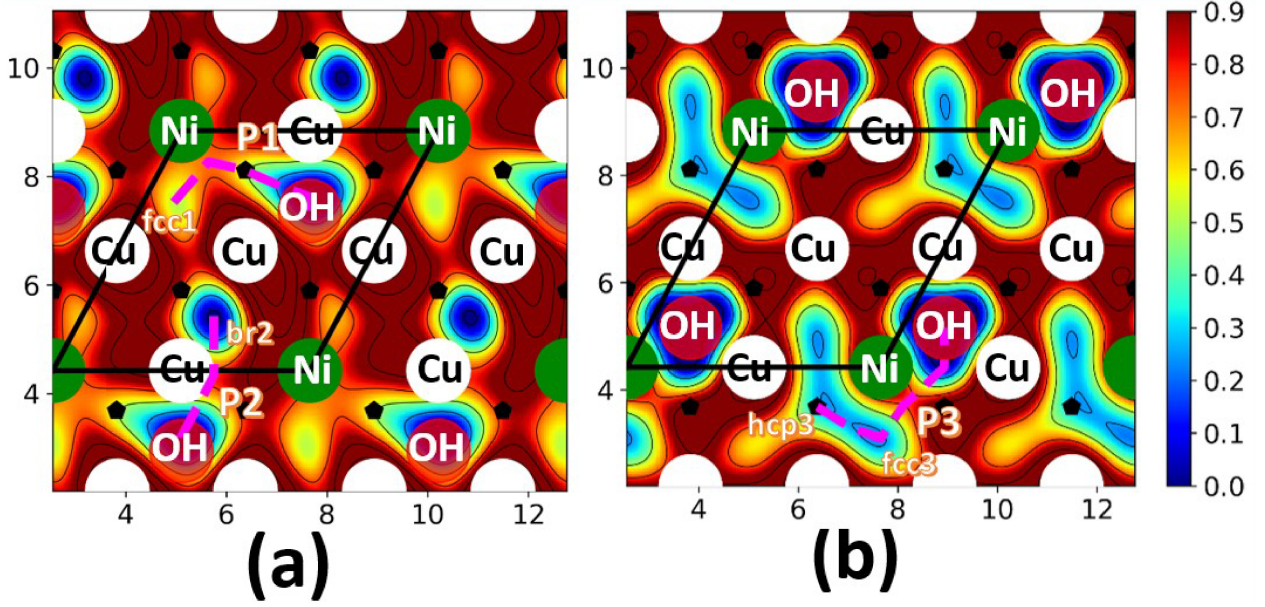 10
8
6
4
4 6 8 10 12
Ni Cu Ni
P1
OH
fcc1
Cu Cu Cu Cu
br2
Cu Ni Cu
P2
OH OH
(a)
10
8
6
4
4 6 8 10 12
OH OH
Ni Cu Ni
Cu Cu Cu Cu
OH OH
Cu Ni Cu
hcp3 P3
fcc3
(b)
0.9
0.8
0.7
0.6
0.5
0.4
0.3
0.2
0.1
0.0